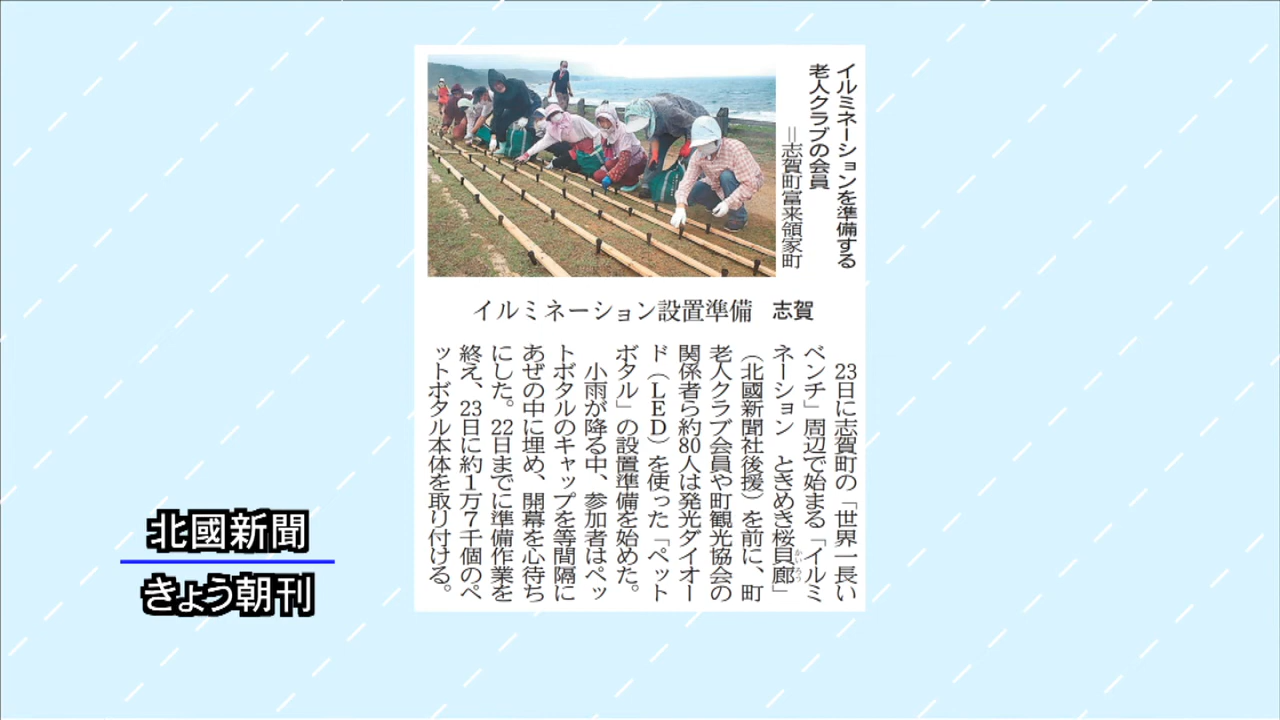 イルミネーションを準備する
老人クラブの会員
＝志賀町富来領家町
イルミネーション設置準備　志賀
　23日に志賀町の「世界一長い
ベンチ」周辺で始まる「イルミ
ネーション　ときめき桜貝廊」
かいろう
（北國新聞社後援）を前に、町
老人クラブ会員や町観光協会の
関係者ら約80人は発光ダイオー
ド（ＬＥＤ）を使った「ペット
ボタル」の設置準備を始めた。
　小雨が降る中、参加者はペッ
トボタルのキャップを等間隔に
あぜの中に埋め、開幕を心待ち
にした。22日までに準備作業を
終え、23日に約１万７千個のペ
ットボタル本体を取り付ける。
北國新聞
きょう朝刊